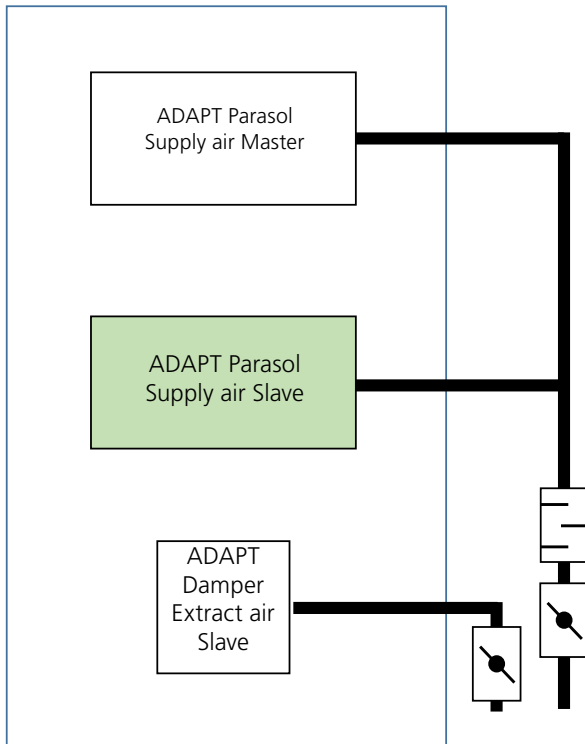 ADAPT Parasol
Supply air Master
ADAPT Parasol
Supply air Slave
ADAPT
Damper
Extract air
Slave